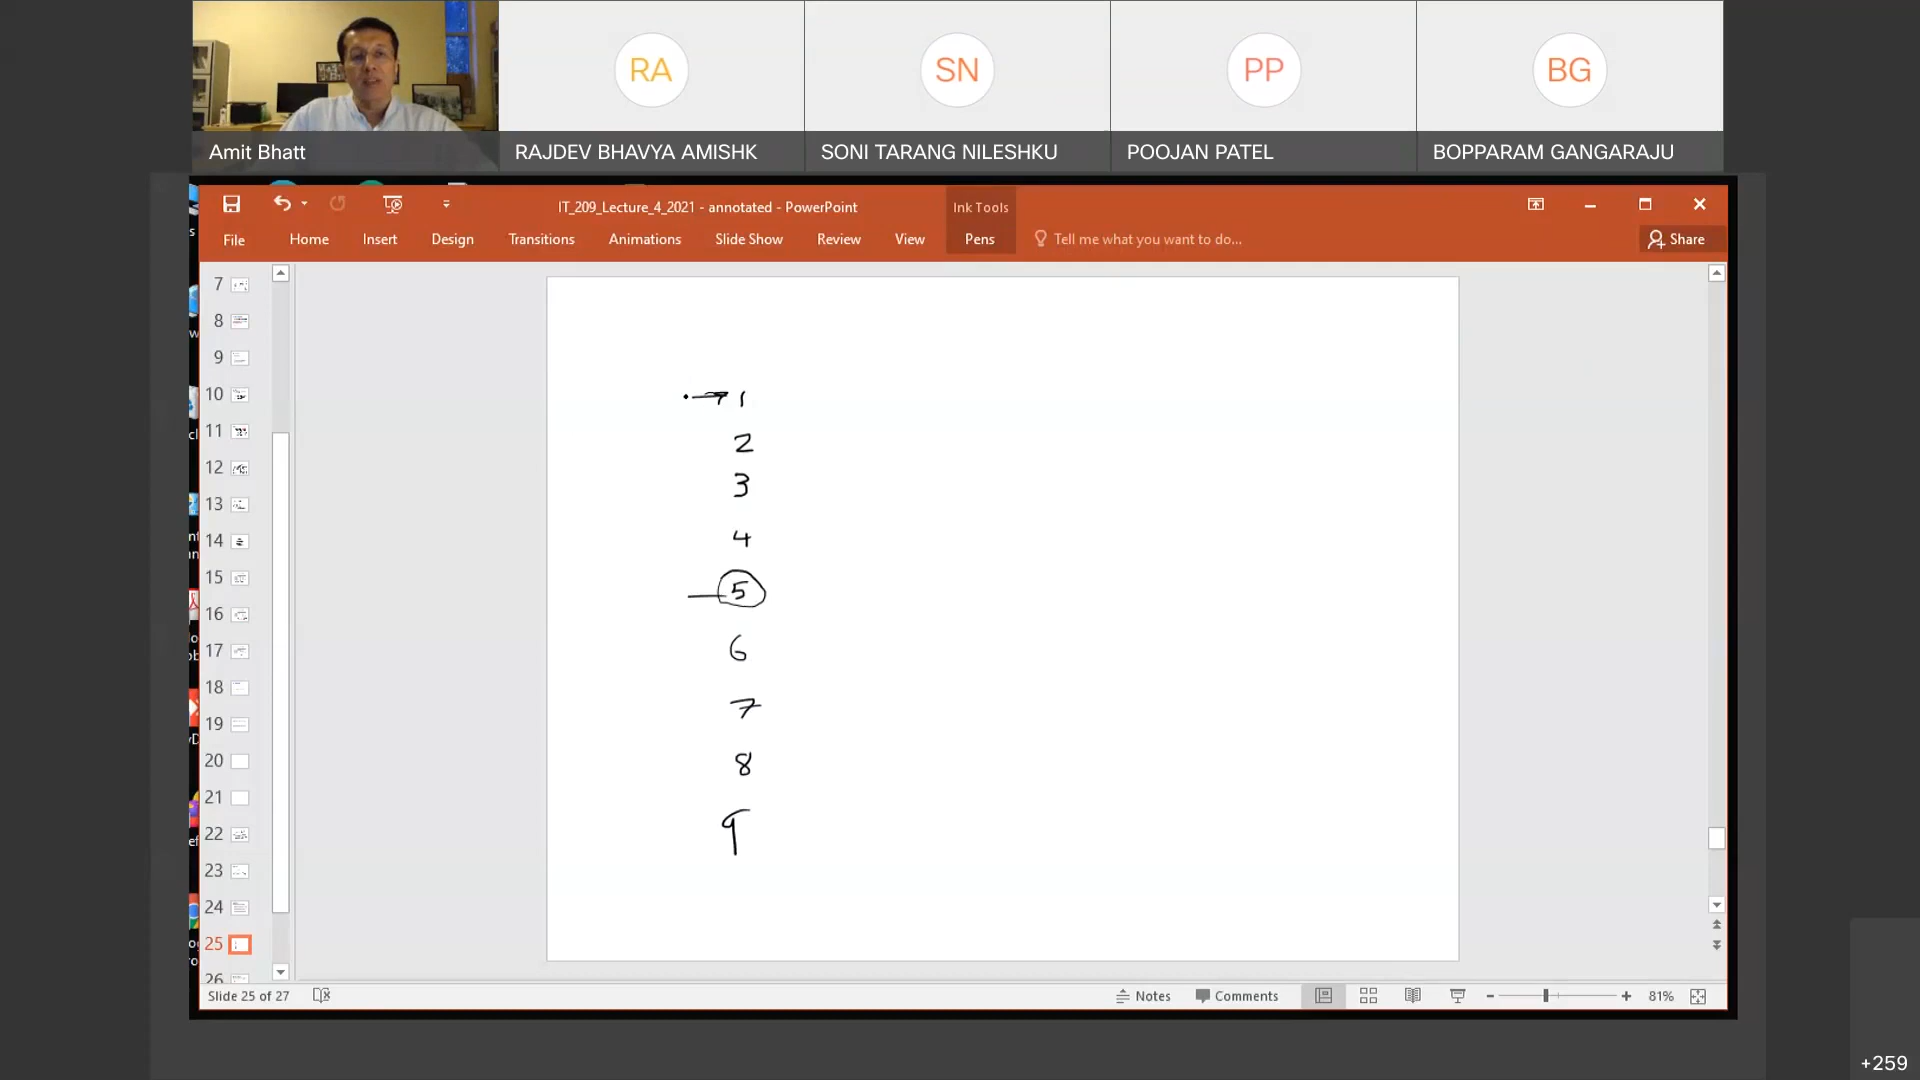 RA
SN
PP
BG
Amit Bhatt
RAJDEV BHAVYA AMISHK
SONI TARANG NILESHKU
POOJAN PATEL
BOPPARAM GANGARAJU
IT_209_Lecture_4_2021 - annotated - PowerPoint
Ink Tools
File
Home
Insert
Design
Transitions
Animations
Slide Show
Review
View
Pens
Tell me what you want to do...
Share
7
8
9
10
11
12
13
14
15
16
17
18
19
20
21
22
23
24
25
26
1
2
3
4
5
6
7
8
9
Slide 25 of 27
Notes
Comments
81%
+259